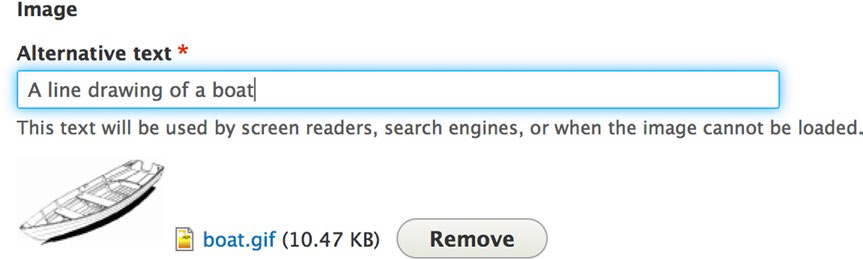 Image
Alternative text *
A line drawing of a boat
This text will be used by screen readers, search engines, or when the image cannot be loaded.
boat.gif (10.47 KB) Remove